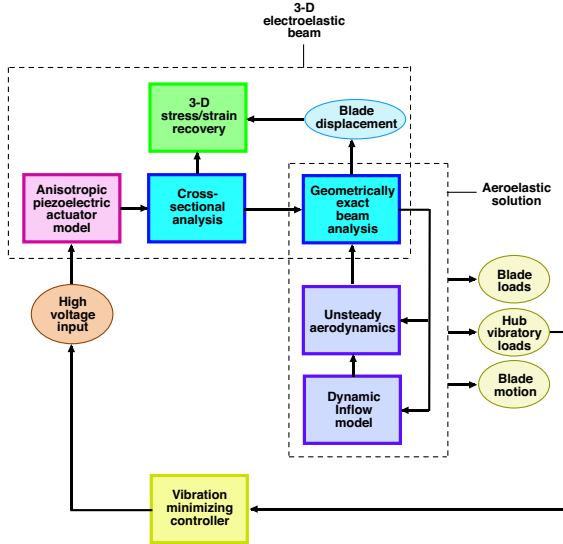 3-D
electroelastic
beam
3-D
stress/strain
recovery
Blade
displacement
Anisotropic
piezoelectric
actuator
model
Cross-
sectional
analysis
Geometrically
exact
beam
analysis
Aeroelastic
solution
High
voltage
input
Unsteady
aerodynamics
Blade
loads
Hub
vibratory
loads
Blade
motion
Dynamic
Inflow
model
Vibration
minimizing
controller